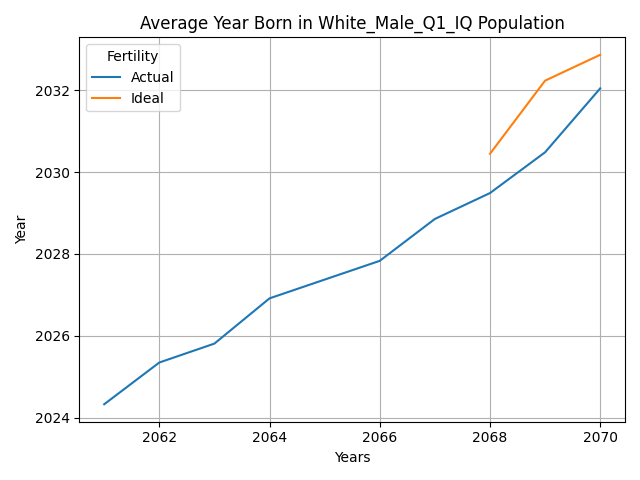 Average Year Born in White_Male_Q1_IQ Population
Fertility
Actual
Ideal
2032
2030
2028
2026
2024
Year
2062 2064 2066 2068 2070
Years